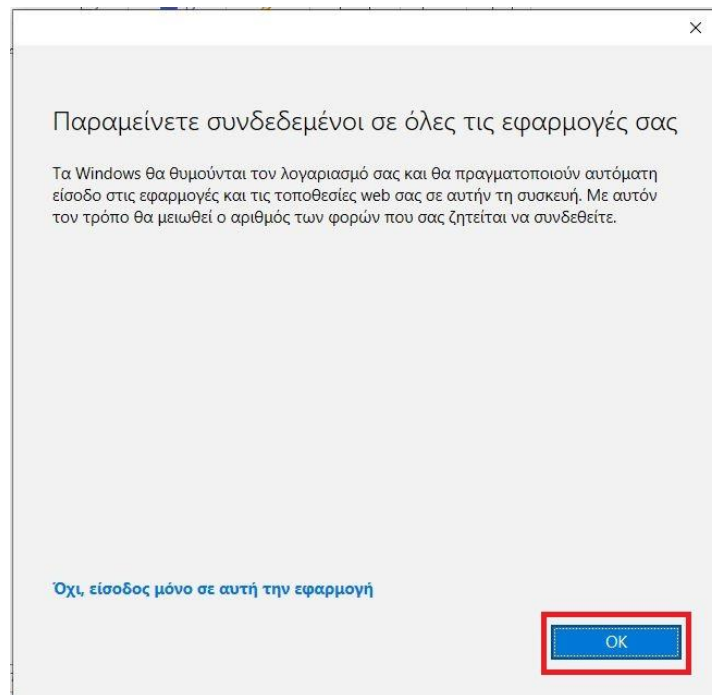 Παραμείνετε συνδεδεμένοι σε όλες τις εφαρμογές σας
Τα Windows θα θυμούνται τον λογαριασμό σας και θα πραγματοποιούν αυτόματη
είσοδο στις εφαρμογές και τις τοποθεσίες web σας σε αυτήν τη συσκευή. Με αυτόν
τον τρόπο θα μειωθεί ο αριθμός των φορών που σας ζητείται να συνδεθείτε.
Όχι, είσοδος μόνο σε αυτή την εφαρμογή
OK